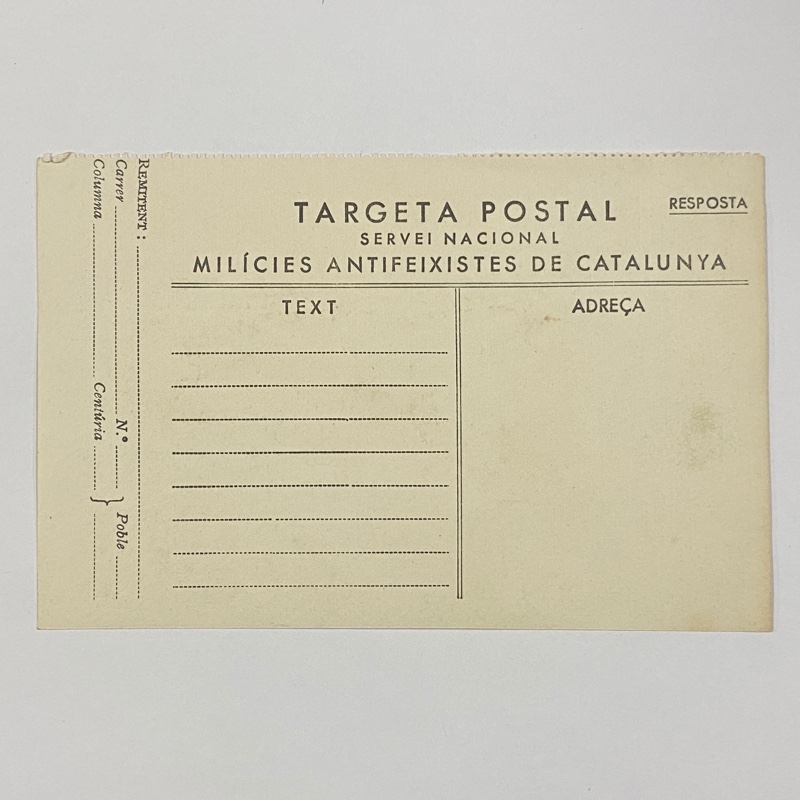 RESPOSTA
TARGETA POSTAL
SERVEI NACIONAL
MILÍCIES ANTIFEIXISTES DE CATALUNYA
TEXT
ADREÇA
REMITENT:
Carrer N.º Poble
Columna Centúria }